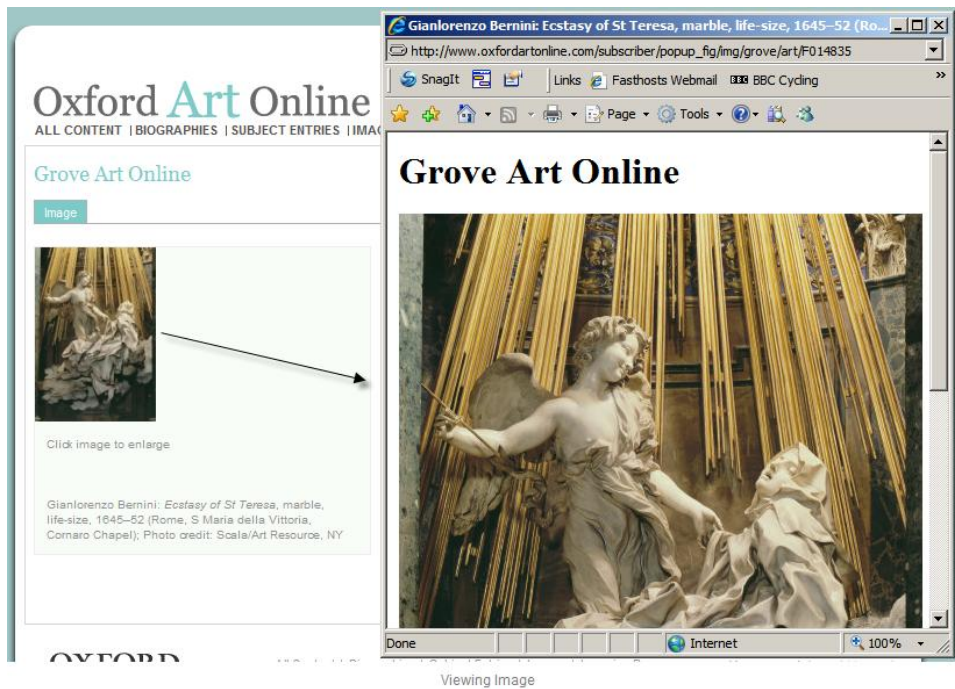 Oxford Art Online
ALL CONTENT | BIOGRAPHIES | SUBJECT ENTRIES |
Grove Art Online
Image
Click image to enlarge
Gianlorenzo Bernini: Ecstasy of St Teresa, marble,
life-size, 1645–52 (Rome, S Maria della Vittoria,
Cornaro Chapel); Photo credit: Scala/Art Resource, NY
OXFORD
Gianlorenzo Bernini: Ecstasy of St Teresa, marble, life-size, 1645–52 (Ro...
http://www.oxfordartonline.com/subscriber/popup_fig/img/grove/art/F014835
SnagIt Links Fasthosts Webmail BBC BBC Cycling »
Page Tools
Grove Art Online
Done Internet 100%
Viewing Image